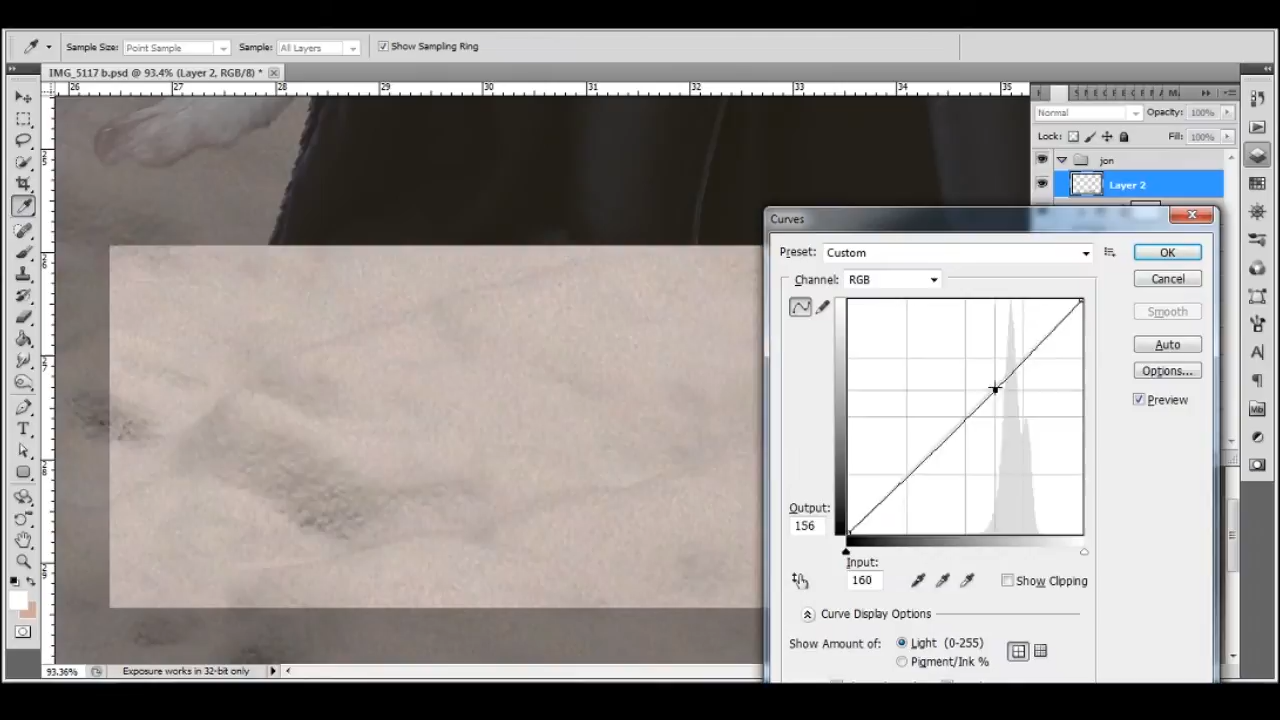 Sample Size: Point Sample Sample: All Layers Show Sampling Ring
IMG_5117 b.psd @ 93.4% (Layer 2, RGB/8) *
26 27 28 29 30 31 32 33 34 35
Normal Opacity: 100%
Lock: Fill: 100%
jon
Layer 2
Curves
Preset: Custom OK
Channel: RGB Cancel
Smooth
Auto
Options...
Preview
Output:
156
Input:
160 Show Clipping
Curve Display Options
Show Amount of: Light (0-255)
Pigment/Ink %
93.36% Exposure works in 32-bit only